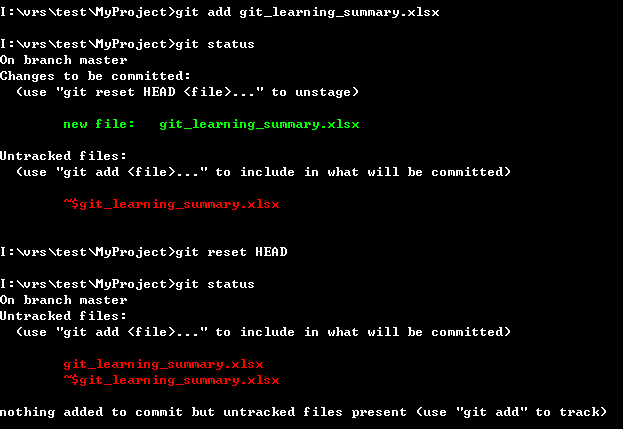 I:\vrs\test\MyProject>git add git_learning_summary.xlsx
I:\vrs\test\MyProject>git status
On branch master
Changes to be committed:
(use "git reset HEAD <file>..." to unstage)
new file:   git_learning_summary.xlsx
Untracked files:
(use "git add <file>..." to include in what will be committed)
~$git_learning_summary.xlsx
I:\vrs\test\MyProject>git reset HEAD
I:\vrs\test\MyProject>git status
On branch master
Untracked files:
(use "git add <file>..." to include in what will be committed)
git_learning_summary.xlsx
~$git_learning_summary.xlsx
nothing added to commit but untracked files present (use "git add" to track)